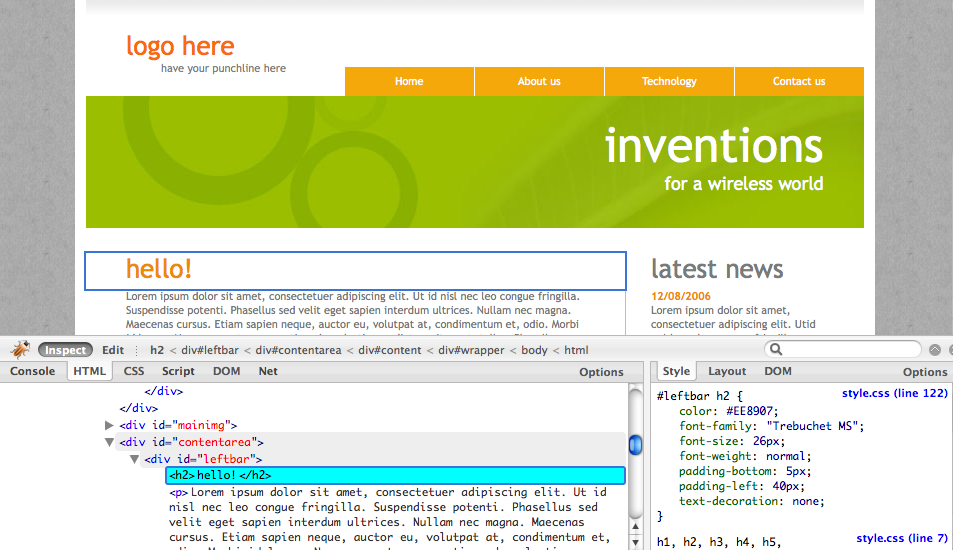 logo here
have your punchline here
Home About us Technology Contact us
inventions
for a wireless world
hello!
Lorem ipsum dolor sit amet, consectetuer adipiscing elit. Ut id nisl nec leo congue fringilla.
Suspendisse potenti. Phasellus sed velit eget sapien interdum ultrices. Nullam nec magna.
Maecenas cursus. Etiam sapien neque, auctor eu, volutpat at, condimentum et, odio. Morbi
latest news
12/08/2006
Lorem ipsum dolor sit amet,
consectetuer adipiscing elit. Utid
Inspect Edit h2 < div#leftbar < div#contentarea < div#content < div#wrapper < body < html
Console HTML CSS Script DOM Net Options
</div>
</div>
<div id="mainimg">
<div id="contentarea">
<div id="leftbar">
<h2>hello!</h2>
<p>Lorem ipsum dolor sit amet, consectetuer adipiscing elit. Ut id
nisl nec leo congue fringilla. Suspendisse potenti. Phasellus sed
velit eget sapien interdum ultrices. Nullam nec magna. Maecenas
cursus. Etiam sapien neque, auctor eu, volutpat at, condimentum et,
Style Layout DOM Options
#leftbar h2 { style.css (line 122)
color: #EE8907;
font-family: "Trebuchet MS";
font-size: 26px;
font-weight: normal;
padding-bottom: 5px;
padding-left: 40px;
text-decoration: none;
}
h1, h2, h3, h4, h5, style.css (line 7)